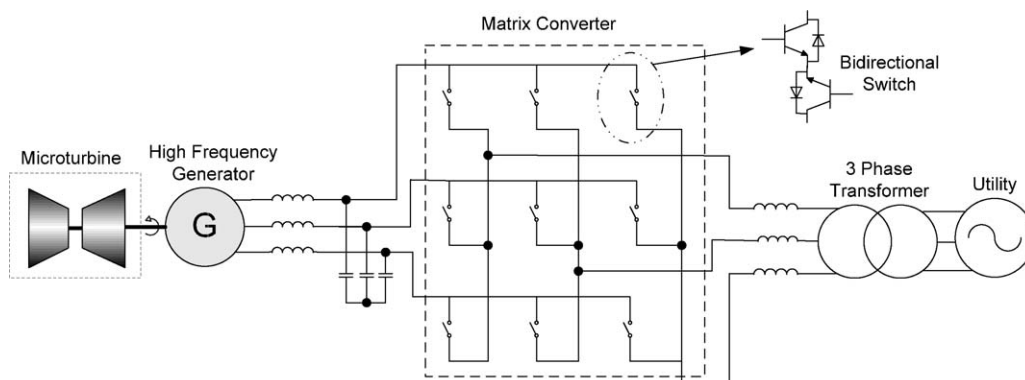 Matrix Converter
Bidirectional
Switch
Microturbine
High Frequency
Generator
G
3 Phase
Transformer
Utility